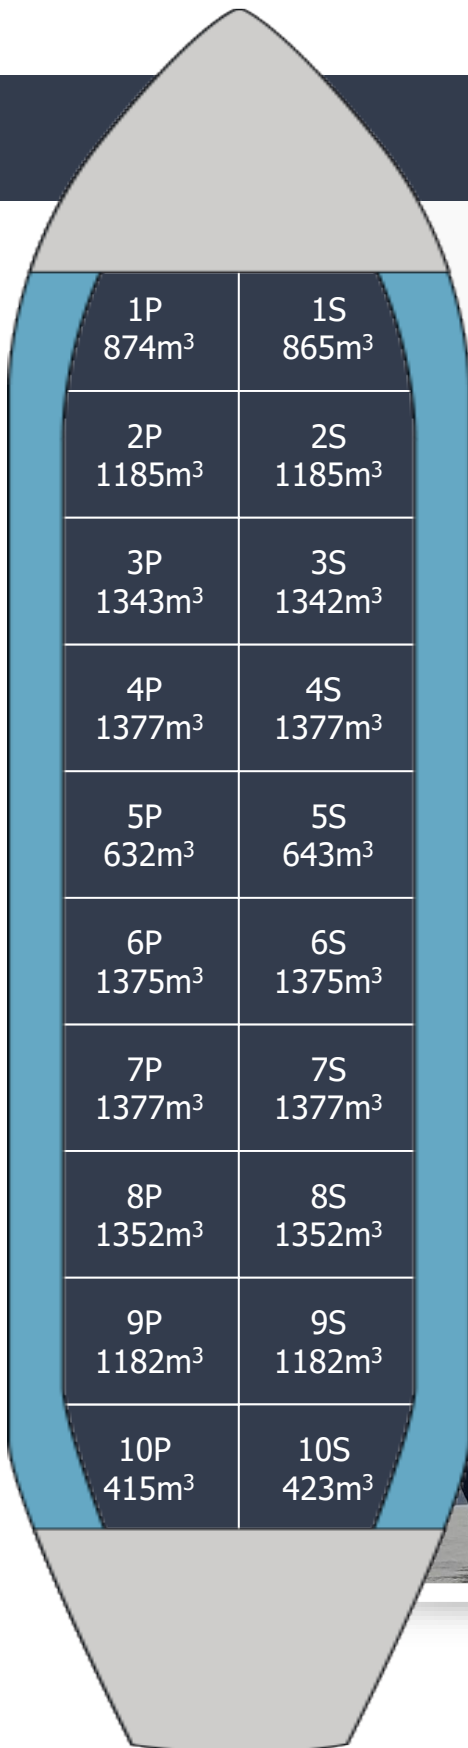 1P 1S
874m³ 865m³
2P 2S
1185m³ 1185m³
3P 3S
1343m³ 1342m³
4P 4S
1377m³ 1377m³
5P 5S
632m³ 643m³
6P 6S
1375m³ 1375m³
7P 7S
1377m³ 1377m³
8P 8S
1352m³ 1352m³
9P 9S
1182m³ 1182m³
10P 10S
415m³ 423m³